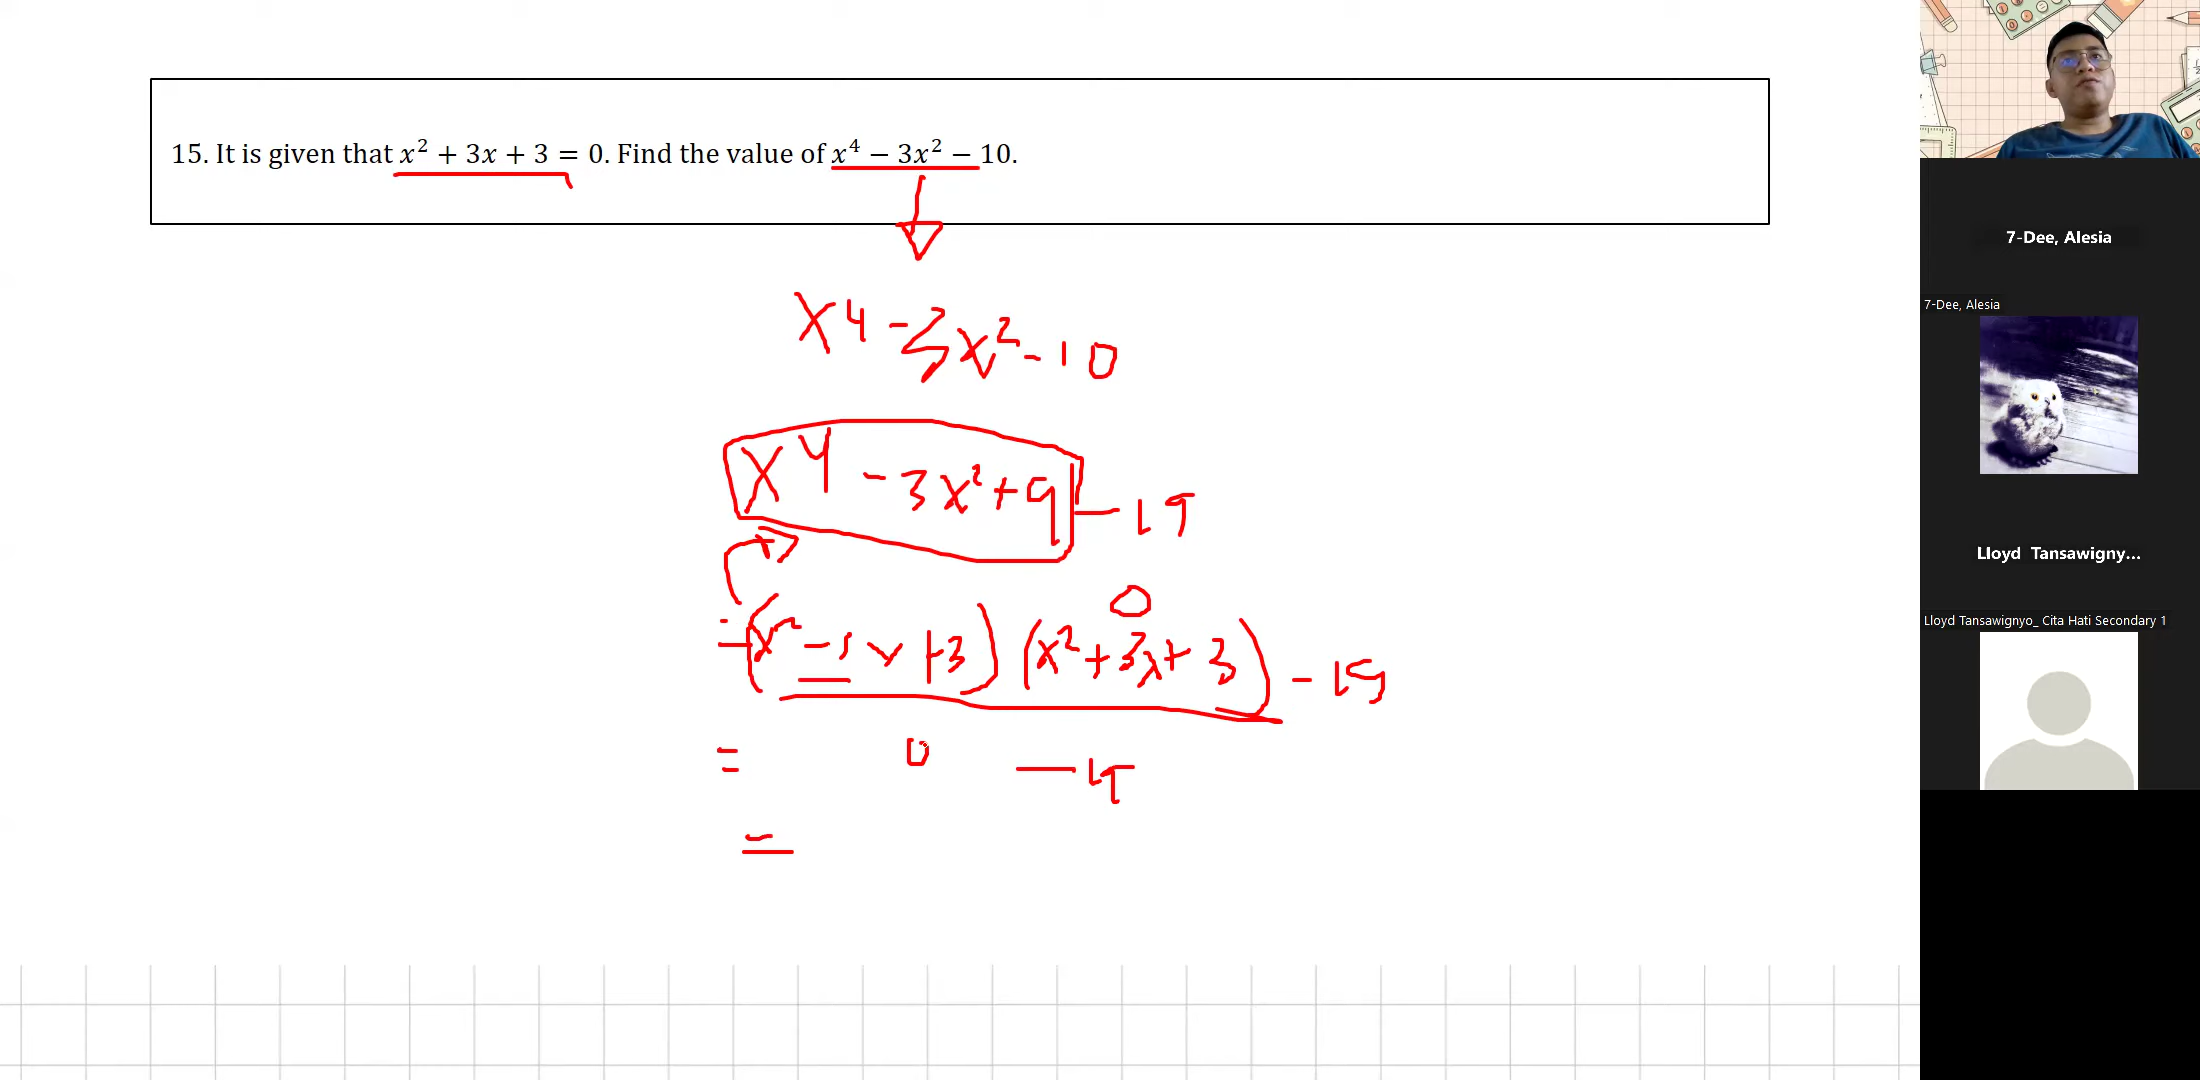 15. It is given that x² + 3x + 3 = 0. Find the value of x⁴ − 3x² − 10.
x⁴ - 3x² - 10
x⁴ - 3x² + 9 - 19
0
= (x² - 3x + 3) (x² + 3x + 3) - 19
= 0 - 19
=
7-Dee, Alesia
7-Dee, Alesia
Lloyd Tansawigny...
Lloyd Tansawignyo_ Cita Hati Secondary 1